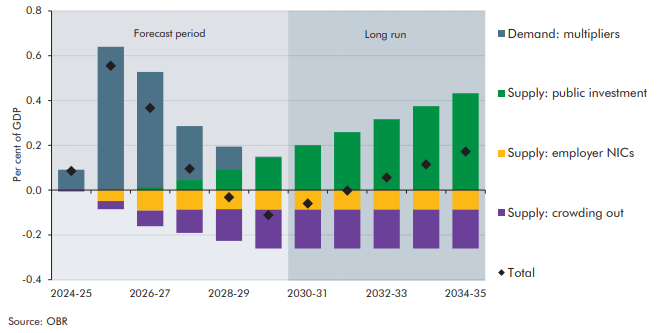 0.8
0.6
0.4
0.2
0.0
-0.2
-0.4
Per cent of GDP
Forecast period
Long run
2024-25
2026-27
2028-29
2030-31
2032-33
2034-35
Demand: multipliers
Supply: public investment
Supply: employer NICs
Supply: crowding out
Total
Source: OBR